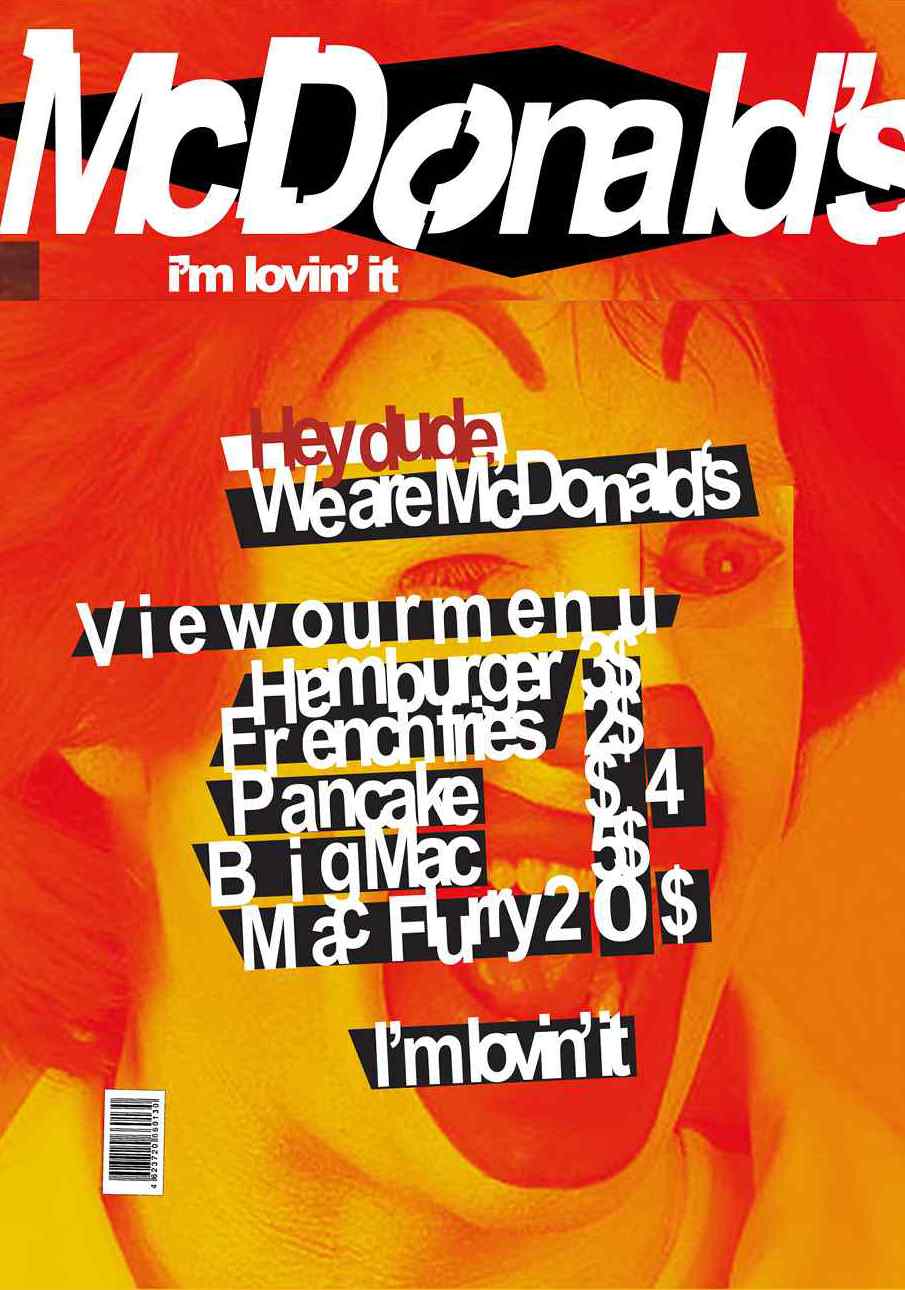 McDonald's
i'm lovin' it
Hey dude,
We are McDonald's
View our menu
Hemburger 3$
French fries 2$
Pancake $ 4
Big Mac 5$
Mac Flurry 20$
I'm lovin' it